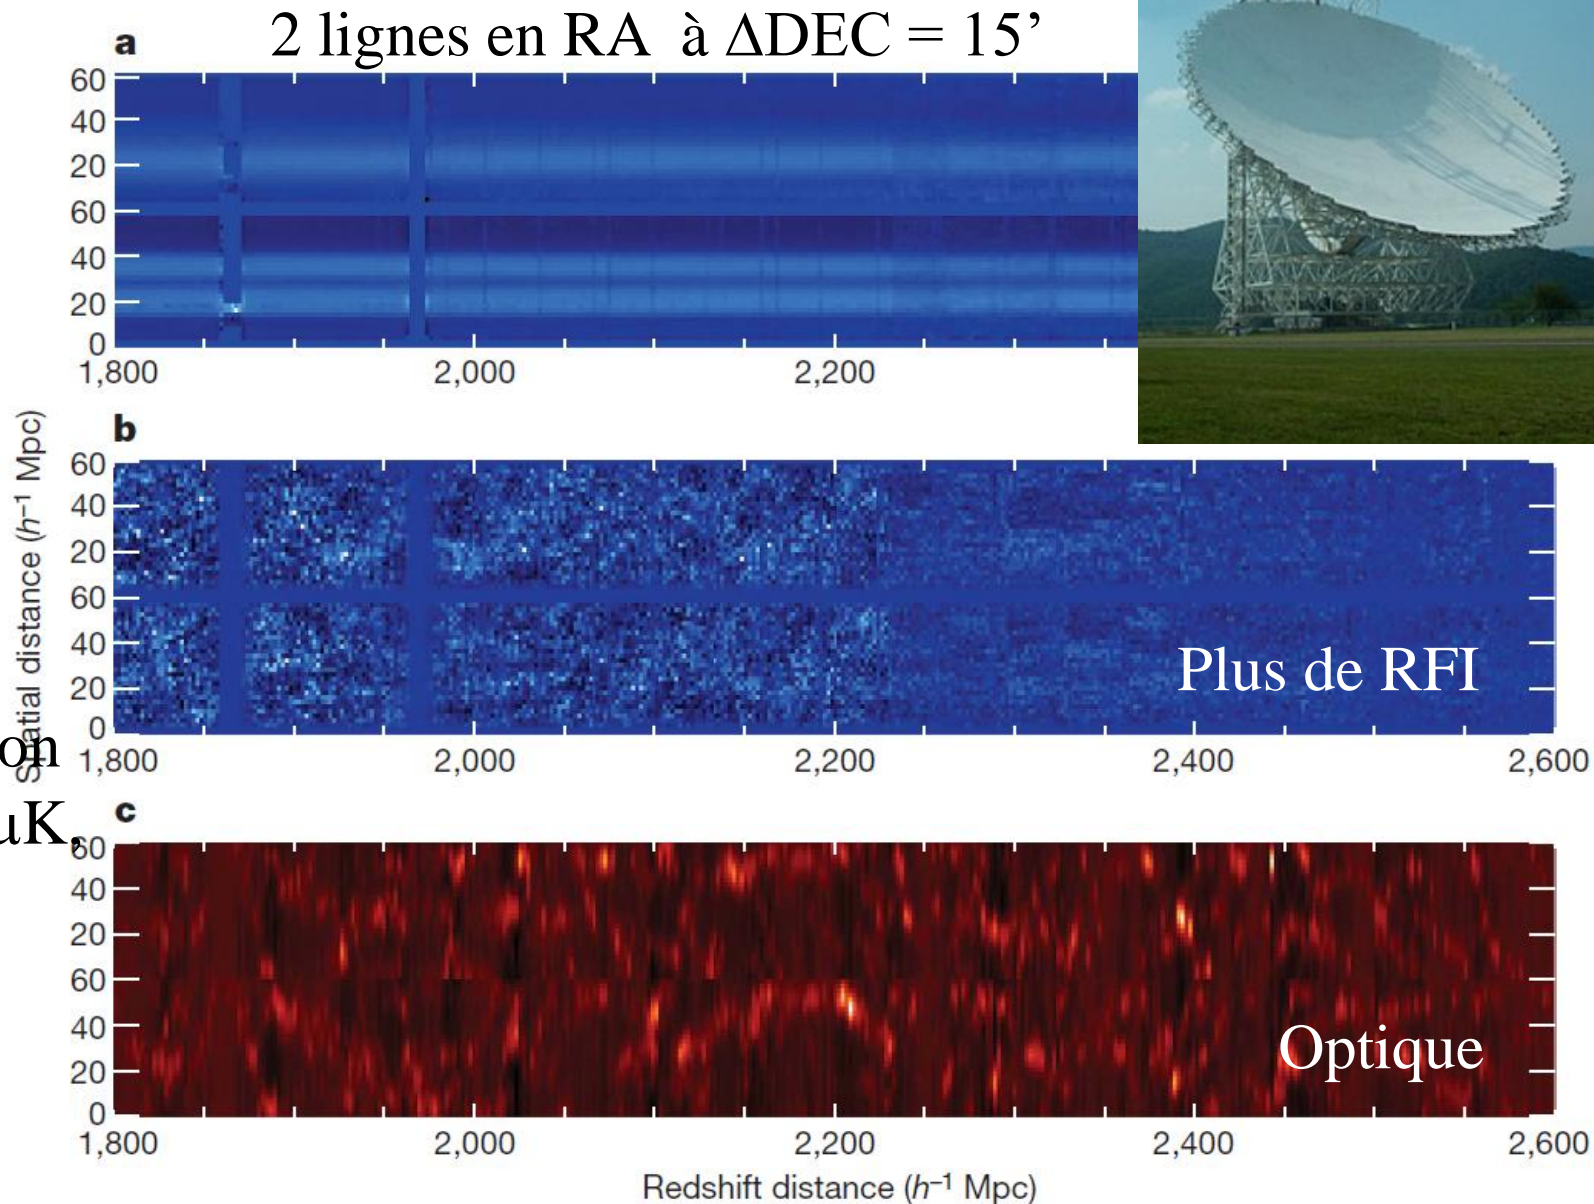 2 lignes en RA à ΔDEC = 15’
a
60
40
20
60
40
20
0
1,800 2,000 2,200
b
60
40
20
60
40
20
0
1,800 2,000 2,200 2,400 2,600
Plus de RFI
Spatial distance (h⁻¹ Mpc)
on
µK,
c
60
40
20
60
40
20
0
Optique
1,800 2,000 2,200 2,400 2,600
Redshift distance (h⁻¹ Mpc)